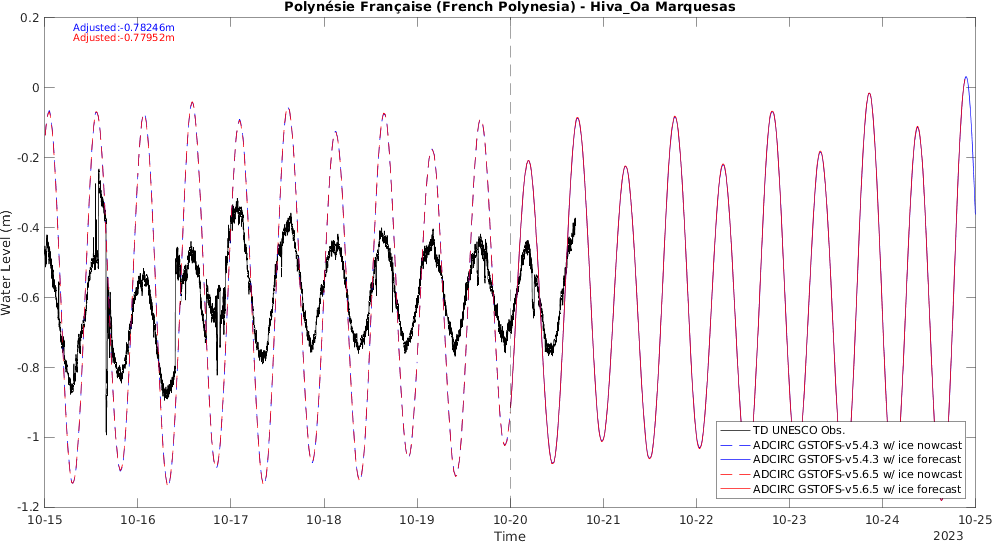 Polynésie Française (French Polynesia) - Hiva_Oa Marquesas
Adjusted:-0.78246m
Adjusted:-0.77952m
0.2
0
-0.2
-0.4
-0.6
-0.8
-1
-1.2
Water Level (m)
TD UNESCO Obs.
ADCIRC GSTOFS-v5.4.3 w/ ice nowcast
ADCIRC GSTOFS-v5.4.3 w/ ice forecast
ADCIRC GSTOFS-v5.6.5 w/ ice nowcast
ADCIRC GSTOFS-v5.6.5 w/ ice forecast
10-15 10-16 10-17 10-18 10-19 10-20 10-21 10-22 10-23 10-24 10-25
Time
2023